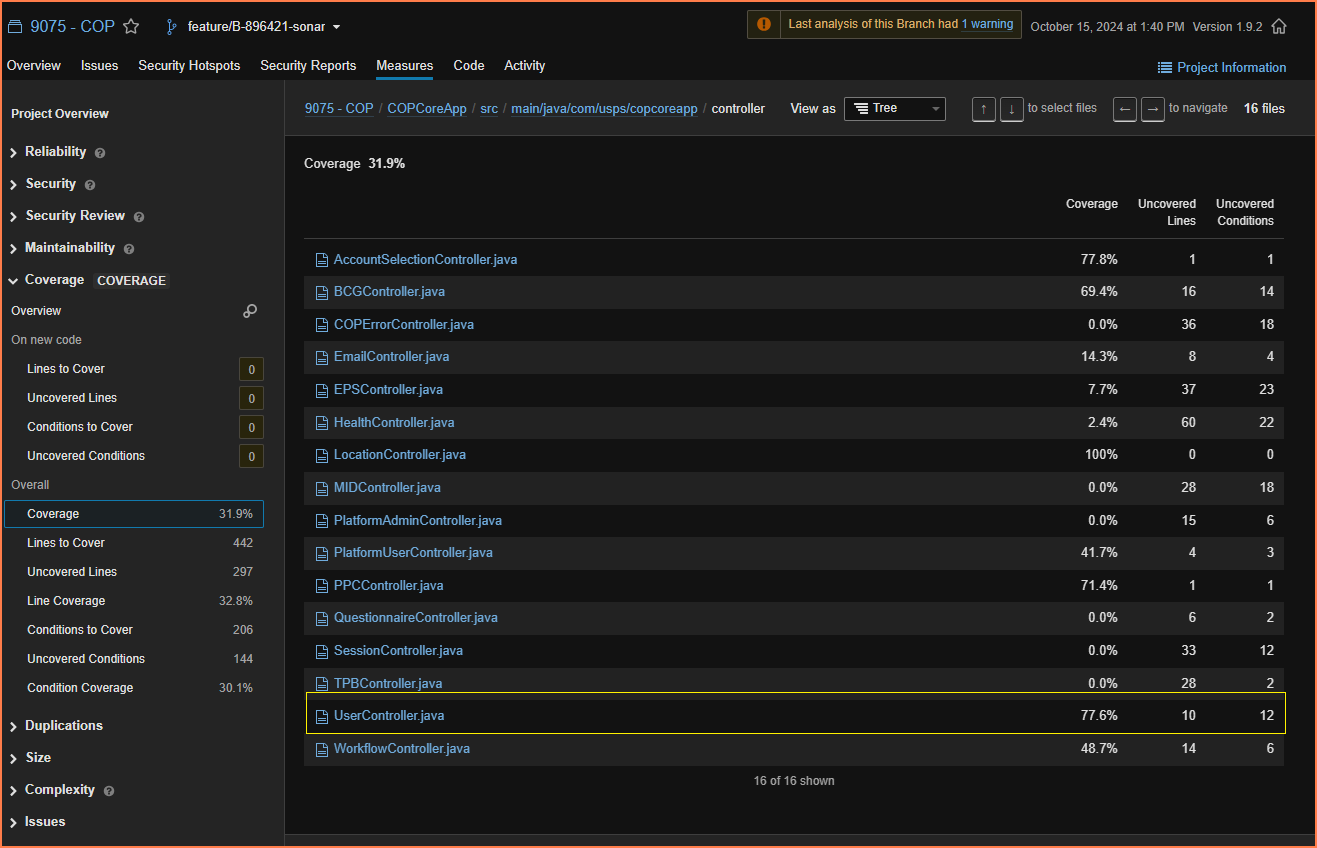 9075 - COP feature/B-896421-sonar Last analysis of this Branch had 1 warning October 15, 2024 at 1:40 PM Version 1.9.2
Overview Issues Security Hotspots Security Reports Measures Code Activity Project Information
9075 - COP / COPCoreApp / src / main/java/com/usps/copcoreapp / controller View as Tree ↑ ↓ to select files ← → to navigate 16 files
Project Overview
Reliability ?
Security ?
Security Review ?
Maintainability ?
Coverage COVERAGE
Overview
On new code
Lines to Cover 0
Uncovered Lines 0
Conditions to Cover 0
Uncovered Conditions 0
Overall
Coverage 31.9%
Lines to Cover 442
Uncovered Lines 297
Line Coverage 32.8%
Conditions to Cover 206
Uncovered Conditions 144
Condition Coverage 30.1%
Duplications
Size
Complexity ?
Issues
Coverage 31.9%
Coverage Uncovered Lines Uncovered Conditions
AccountSelectionController.java 77.8% 1 1
BCGController.java 69.4% 16 14
COPErrorController.java 0.0% 36 18
EmailController.java 14.3% 8 4
EPSController.java 7.7% 37 23
HealthController.java 2.4% 60 22
LocationController.java 100% 0 0
MIDController.java 0.0% 28 18
PlatformAdminController.java 0.0% 15 6
PlatformUserController.java 41.7% 4 3
PPCController.java 71.4% 1 1
QuestionnaireController.java 0.0% 6 2
SessionController.java 0.0% 33 12
TPBController.java 0.0% 28 2
UserController.java 77.6% 10 12
WorkflowController.java 48.7% 14 6
16 of 16 shown